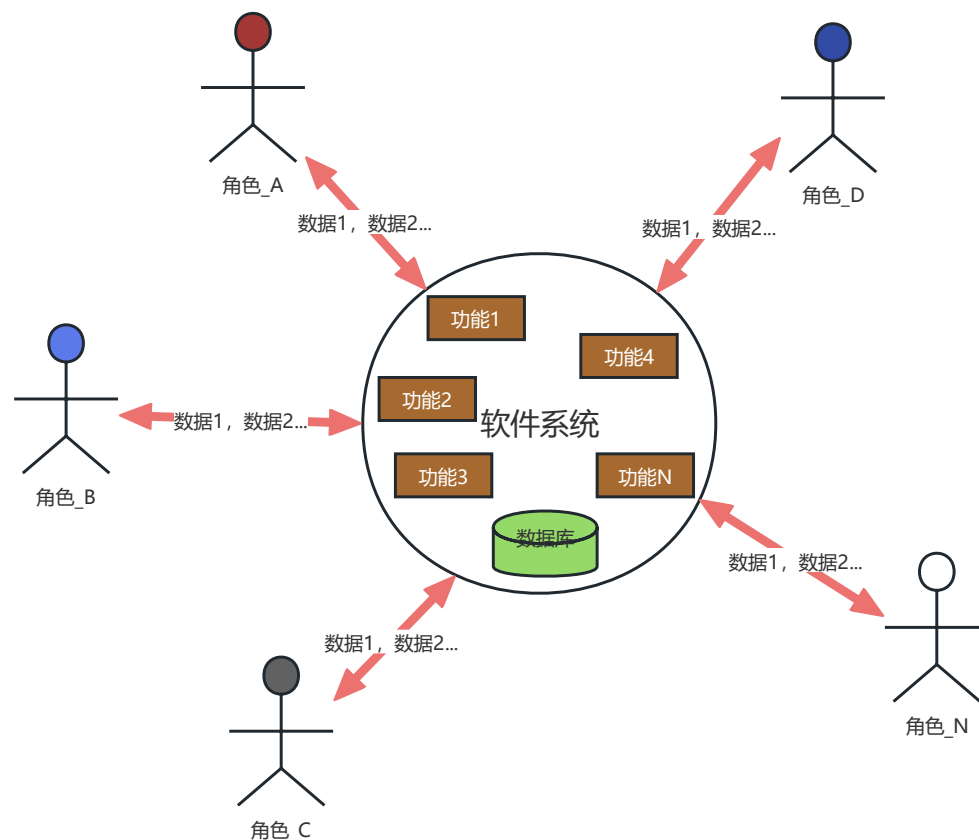 角色_A
角色_D
数据1，数据2...
数据1，数据2...
功能1
功能4
功能2
数据1，数据2...
软件系统
功能3
功能N
角色_B
数据库
数据1，数据2...
数据1，数据2...
角色_N
角色_C